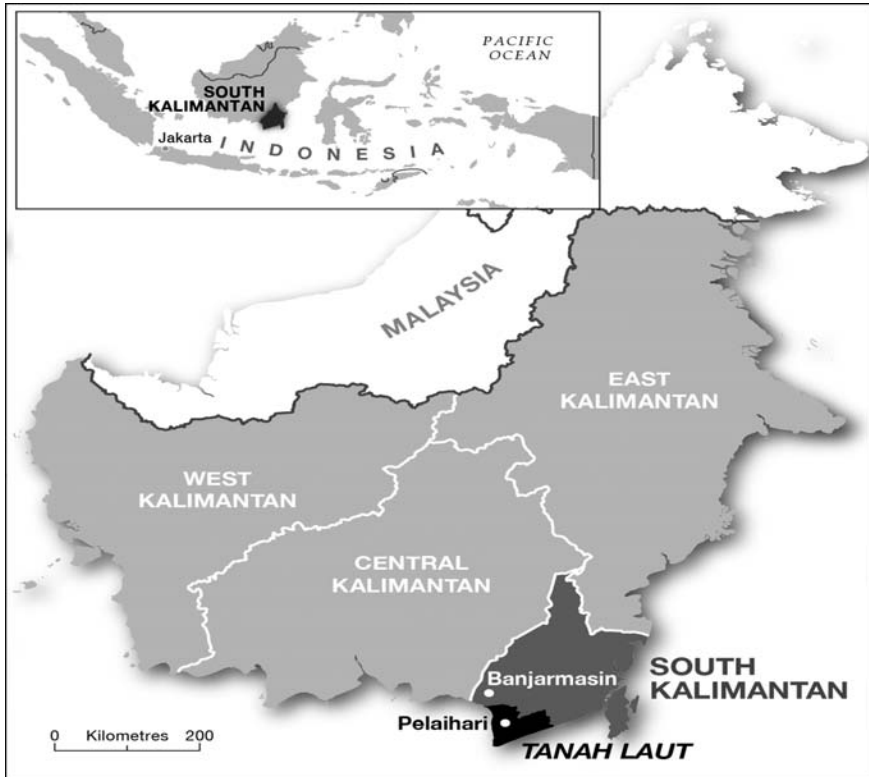 PACIFIC
OCEAN
SOUTH
KALIMANTAN
Jakarta
INDONESIA
MALAYSIA
EAST
KALIMANTAN
WEST
KALIMANTAN
CENTRAL
KALIMANTAN
Banjarmasin
SOUTH
KALIMANTAN
Pelaihari
TANAH LAUT
0 Kilometres 200